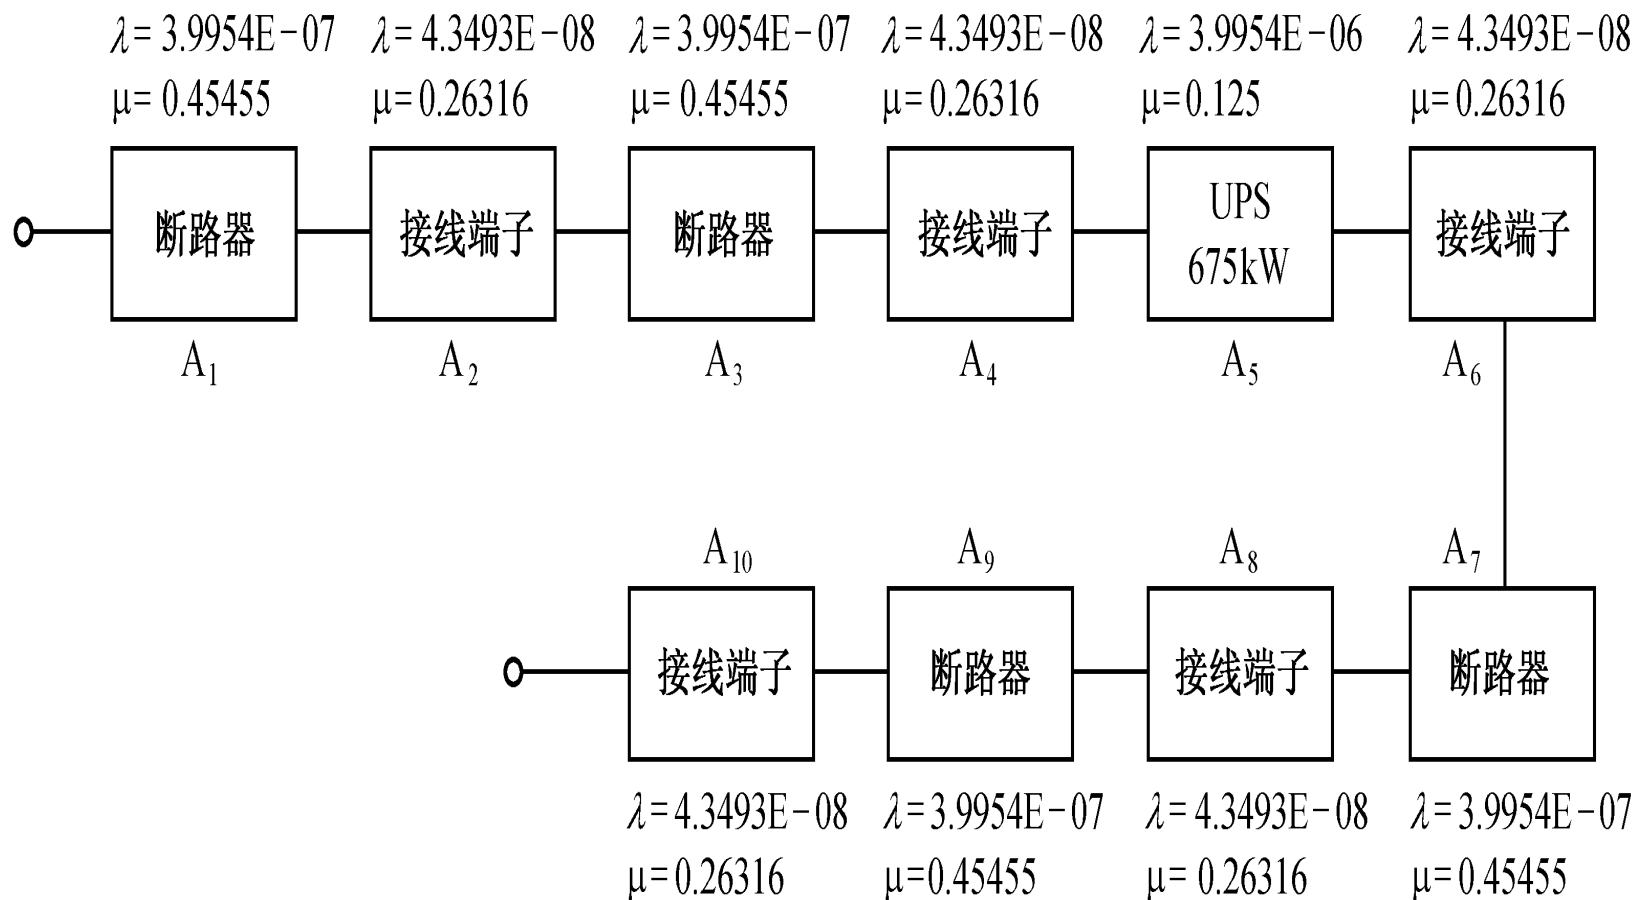 λ=3.9954E-07 λ=4.3493E-08 λ=3.9954E-07 λ=4.3493E-08 λ=3.9954E-06 λ=4.3493E-08
μ=0.45455 μ=0.26316 μ=0.45455 μ=0.26316 μ=0.125 μ=0.26316
断路器 接线端子 断路器 接线端子 UPS 675kW 接线端子
A₁ A₂ A₃ A₄ A₅ A₆
A₁₀ A₉ A₈ A₇
接线端子 断路器 接线端子 断路器
λ=4.3493E-08 λ=3.9954E-07 λ=4.3493E-08 λ=3.9954E-07
μ=0.26316 μ=0.45455 μ=0.26316 μ=0.45455